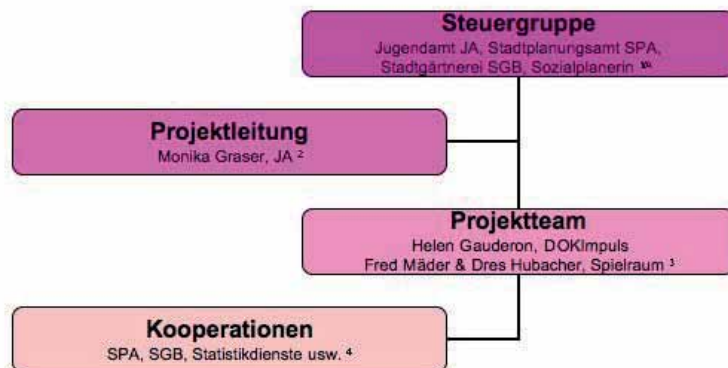 Steuergruppe
Jugendamt JA, Stadtplanungsamt SPA,
Stadtgärtnerei SGB, Sozialplanerin
Projektleitung
Monika Graser, JA ²
Projektteam
Helen Gauderon, DOKImpuls
Fred Mäder & Dres Hubacher, Spielraum ³
Kooperationen
SPA, SGB, Statistikdienste usw. ⁴